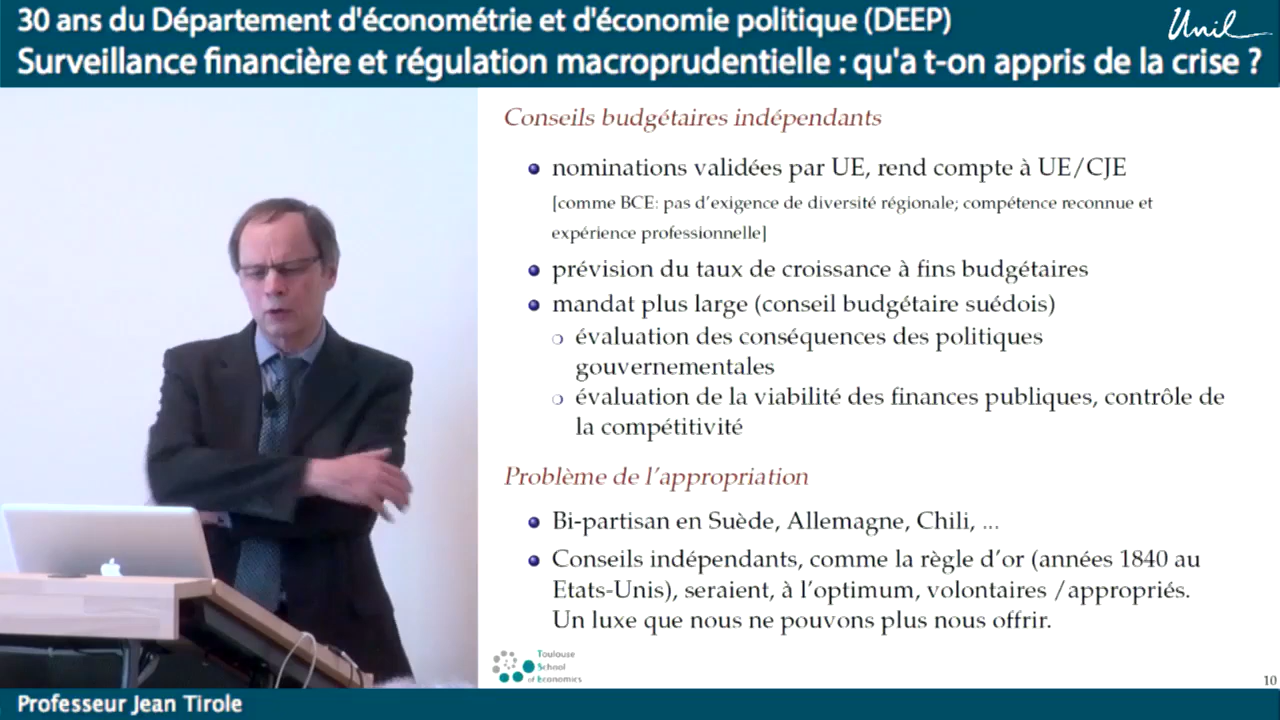 30 ans du Département d'économétrie et d'économie politique (DEEP)
Unil
Surveillance financière et régulation macroprudentielle : qu'a t-on appris de la crise ?
Conseils budgétaires indépendants
nominations validées par UE, rend compte à UE/CJE
[comme BCE: pas d'exigence de diversité régionale; compétence reconnue et
expérience professionnelle]
prévision du taux de croissance à fins budgétaires
mandat plus large (conseil budgétaire suédois)
évaluation des conséquences des politiques
gouvernementales
évaluation de la viabilité des finances publiques, contrôle de
la compétitivité
Problème de l'appropriation
Bi-partisan en Suède, Allemagne, Chili, ...
Conseils indépendants, comme la règle d'or (années 1840 au
Etats-Unis), seraient, à l'optimum, volontaires /appropriés.
Un luxe que nous ne pouvons plus nous offrir.
Toulouse
School
of Economics
10
Professeur Jean Tirole